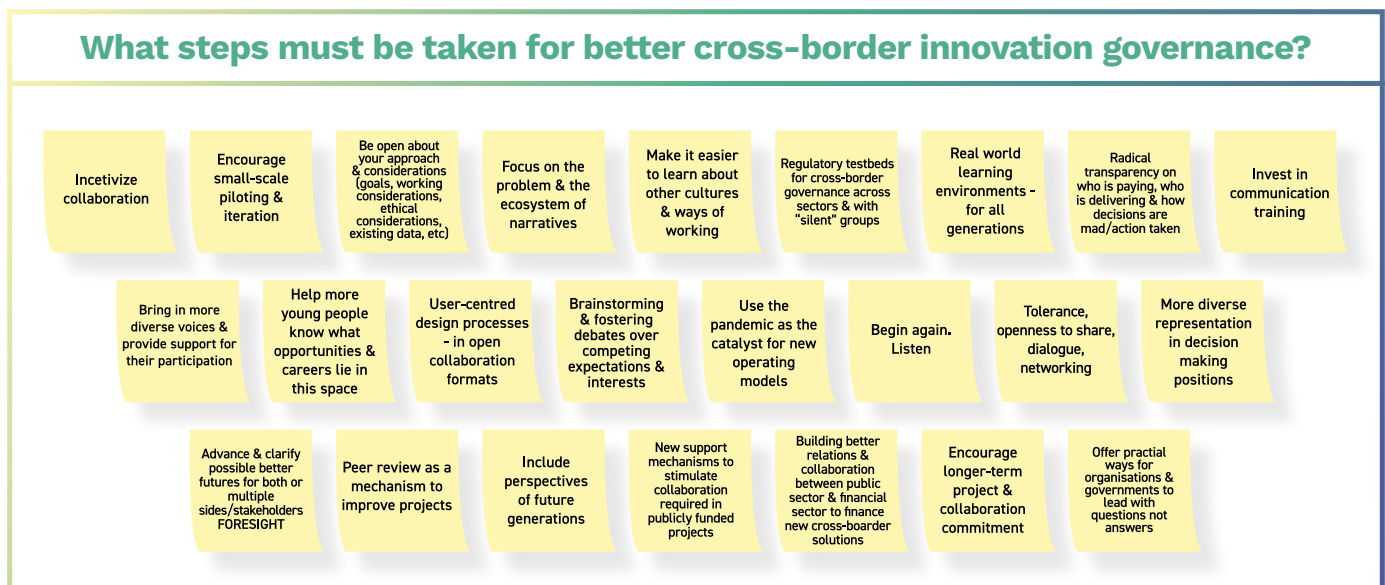 What steps must be taken for better cross-border innovation governance?
Incetivize
collaboration
Encourage
small-scale
piloting &
iteration
Be open about
your approach
& considerations
(goals, working
considerations,
ethical
considerations,
existing data, etc)
Focus on the
problem & the
ecosystem of
narratives
Make it easier
to learn about
other cultures
& ways of
working
Regulatory testbeds
for cross-border
governance across
sectors & with
“silent” groups
Real world
learning
environments -
for all
generations
Radical
transparency on
who is paying, who
is delivering & how
decisions are
mad/action taken
Invest in
communication
training
Bring in more
diverse voices &
provide support for
their participation
Help more
young people
know what
opportunities &
careers lie in
this space
User-centred
design processes
- in open
collaboration
formats
Brainstorming
& fostering
debates over
competing
expectations &
interests
Use the
pandemic as the
catalyst for new
operating
models
Begin again.
Listen
Tolerance,
openness to share,
dialogue,
networking
More diverse
representation
in decision
making
positions
Advance & clarify
possible better
futures for both or
multiple
sides/stakeholders
FORESIGHT
Peer review as a
mechanism to
improve projects
Include
perspectives
of future
generations
New support
mechanisms to
stimulate
collaboration
required in
publicly funded
projects
Building better
relations &
collaboration
between public
sector & financial
sector to finance
new cross-boarder
solutions
Encourage
longer-term
project &
collaboration
commitment
Offer practial
ways for
organisations &
governments to
lead with
questions not
answers